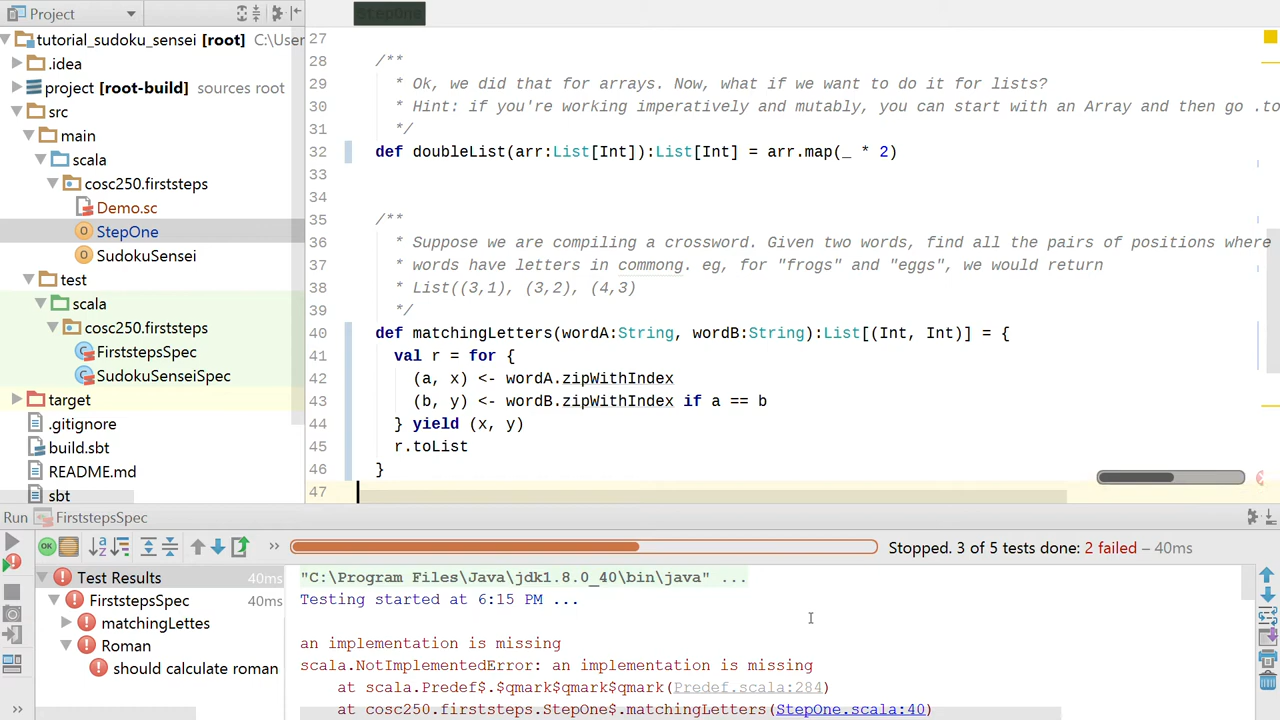 Project
StepOne
tutorial_sudoku_sensei [root] C:\User
.idea
project [root-build] sources root
src
main
scala
cosc250.firststeps
Demo.sc
StepOne
SudokuSensei
test
scala
cosc250.firststeps
FirststepsSpec
SudokuSenseiSpec
target
.gitignore
build.sbt
README.md
sbt
27
28 /**
29 * Ok, we did that for arrays. Now, what if we want to do it for lists?
30 * Hint: if you're working imperatively and mutably, you can start with an Array and then go .to
31 */
32 def doubleList(arr:List[Int]):List[Int] = arr.map(_ * 2)
33
34
35 /**
36 * Suppose we are compiling a crossword. Given two words, find all the pairs of positions where
37 * words have letters in commong. eg, for "frogs" and "eggs", we would return
38 * List((3,1), (3,2), (4,3)
39 */
40 def matchingLetters(wordA:String, wordB:String):List[(Int, Int)] = {
41 val r = for {
42 (a, x) <- wordA.zipWithIndex
43 (b, y) <- wordB.zipWithIndex if a == b
44 } yield (x, y)
45 r.toList
46 }
47
Run FirststepsSpec
OK >> Stopped. 3 of 5 tests done: 2 failed – 40ms
Test Results 40ms
FirststepsSpec 40ms
matchingLettes
Roman
should calculate roman
>>
"C:\Program Files\Java\jdk1.8.0_40\bin\java" ...
Testing started at 6:15 PM ...
an implementation is missing
scala.NotImplementedError: an implementation is missing
at scala.Predef$.$qmark$qmark$qmark(Predef.scala:284)
at cosc250.firststeps.StepOne$.matchingLetters(StepOne.scala:40)